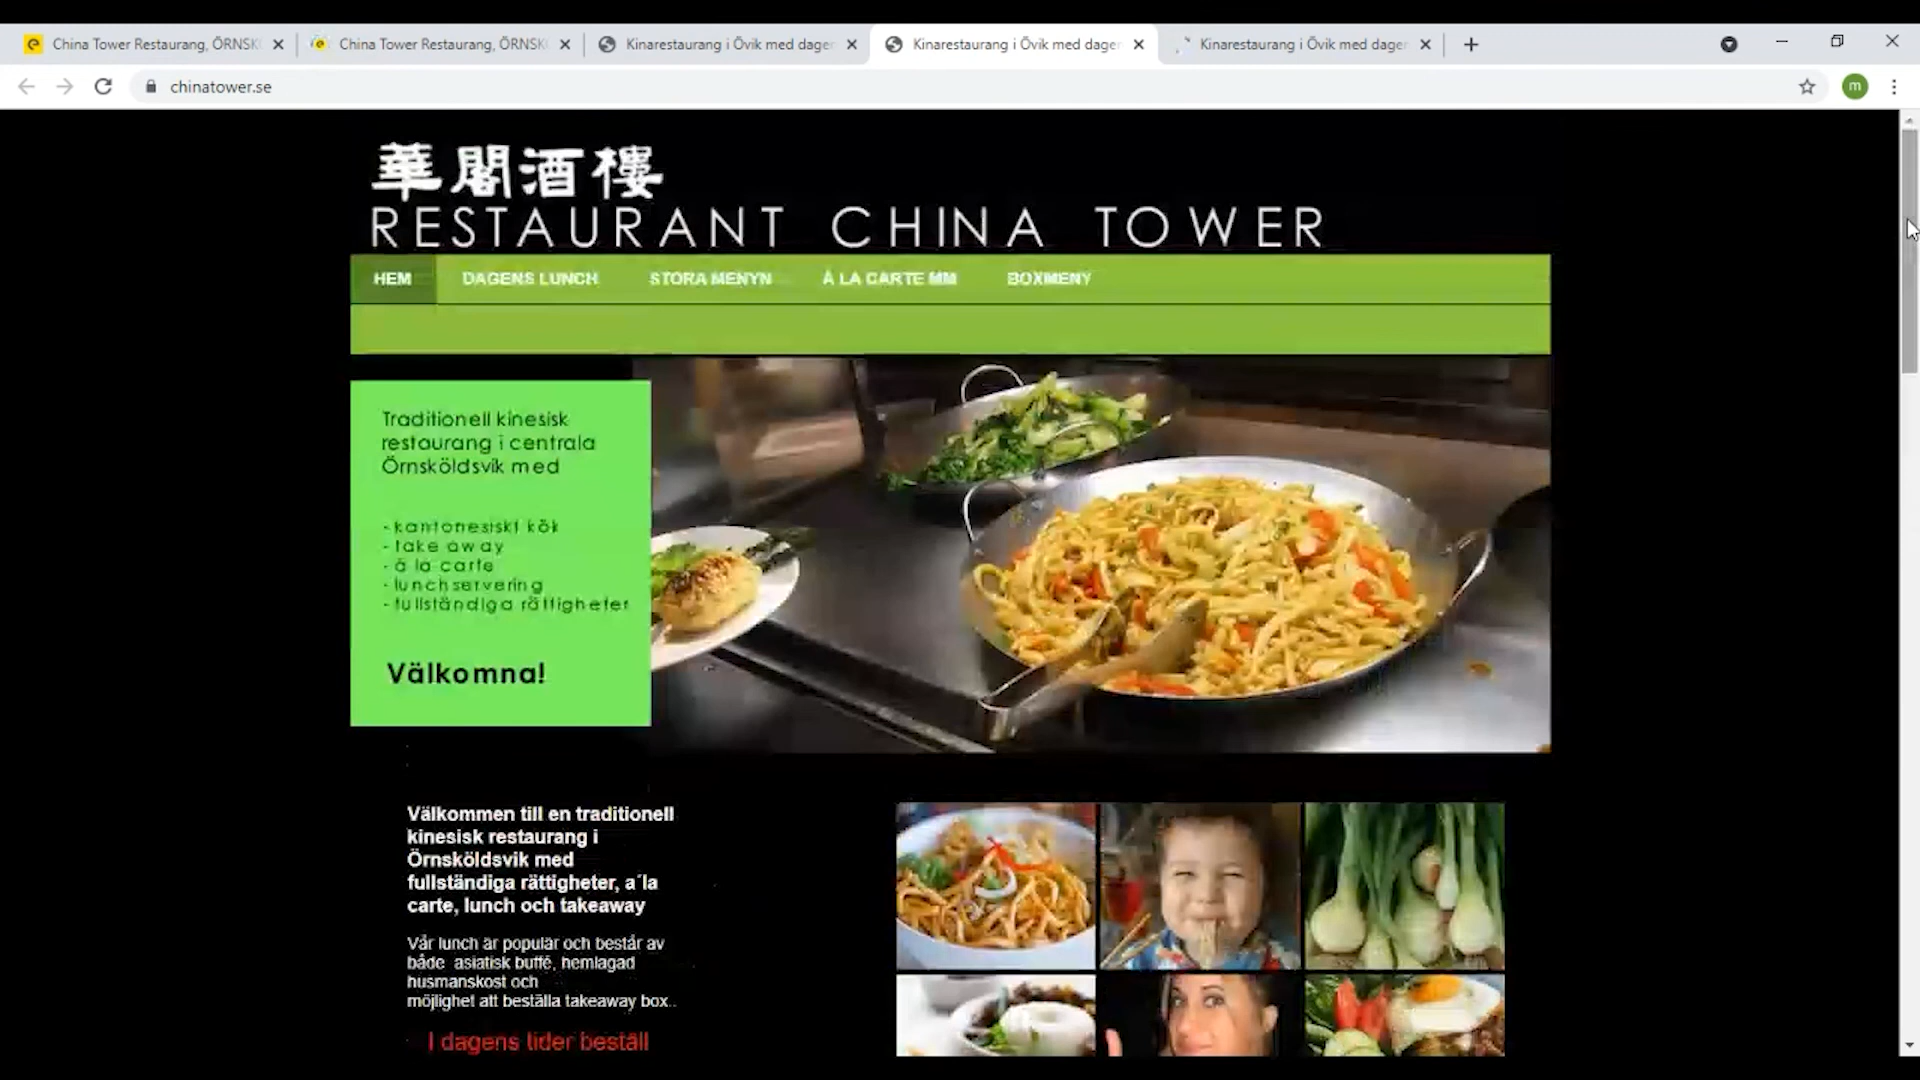 China Tower Restaurang, ÖRNSK
China Tower Restaurang, ÖRNSK
Kinarestaurang i Övik med dagen
Kinarestaurang i Övik med dagen
Kinarestaurang i Övik med dagen
chinatower.se
m
華閣酒樓
RESTAURANT CHINA TOWER
HEM DAGENS LUNCH STORA MENYN À LA CARTE MM BOXMENY
Traditionell kinesisk
restaurang i centrala
Örnsköldsvik med
- kantonesiskt kök
- take away
- á la carte
- lunchservering
- fullständiga rättigheter
Välkomna!
Välkommen till en traditionell
kinesisk restaurang i
Örnsköldsvik med
fullständiga rättigheter, a´la
carte, lunch och takeaway
Vår lunch är populär och består av
både asiatisk buffé, hemlagad
husmanskost och
möjlighet att beställa takeaway box..
I dagens tider beställ